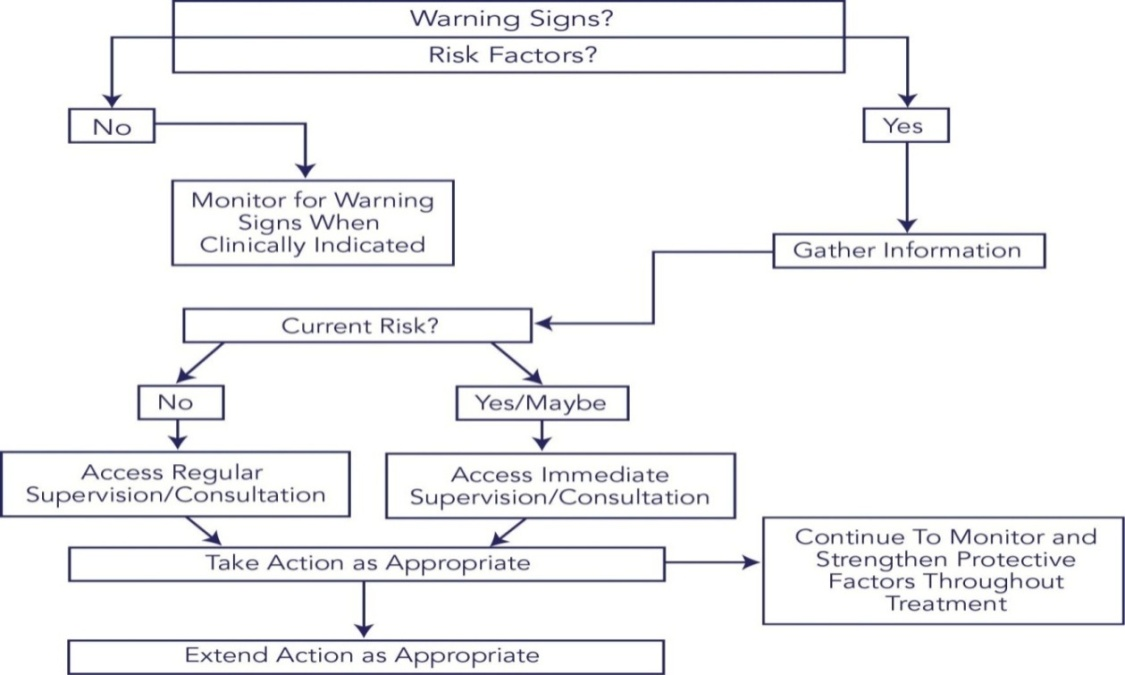 Warning Signs?
Risk Factors?
No
Yes
Monitor for Warning
Signs When
Clinically Indicated
Gather Information
Current Risk?
No
Yes/Maybe
Access Regular
Supervision/Consultation
Access Immediate
Supervision/Consultation
Take Action as Appropriate
Continue To Monitor and
Strengthen Protective
Factors Throughout
Treatment
Extend Action as Appropriate